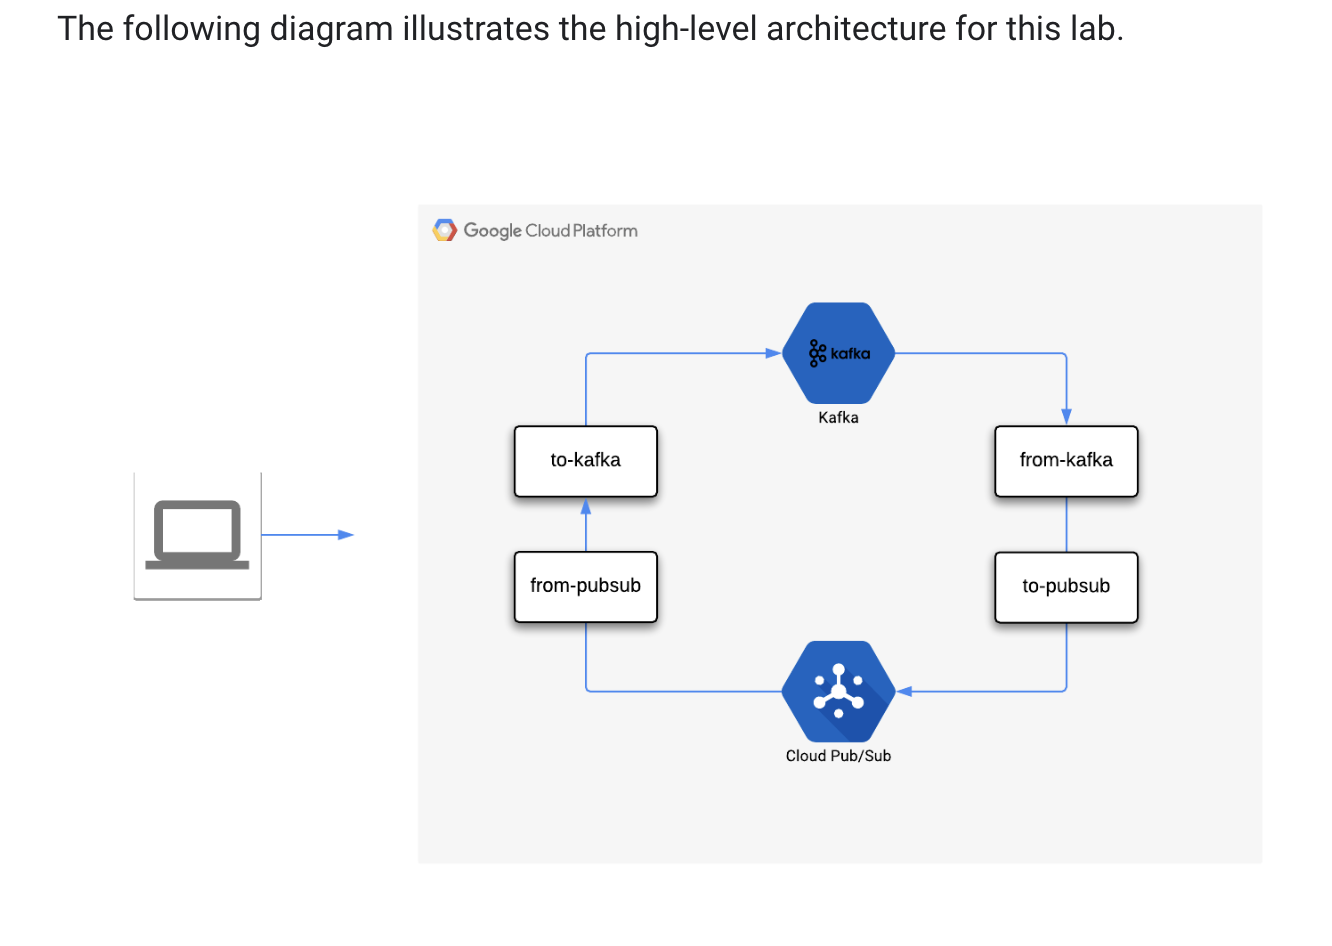 The following diagram illustrates the high-level architecture for this lab.
Google Cloud Platform
kafka
Kafka
to-kafka
from-kafka
from-pubsub
to-pubsub
Cloud Pub/Sub